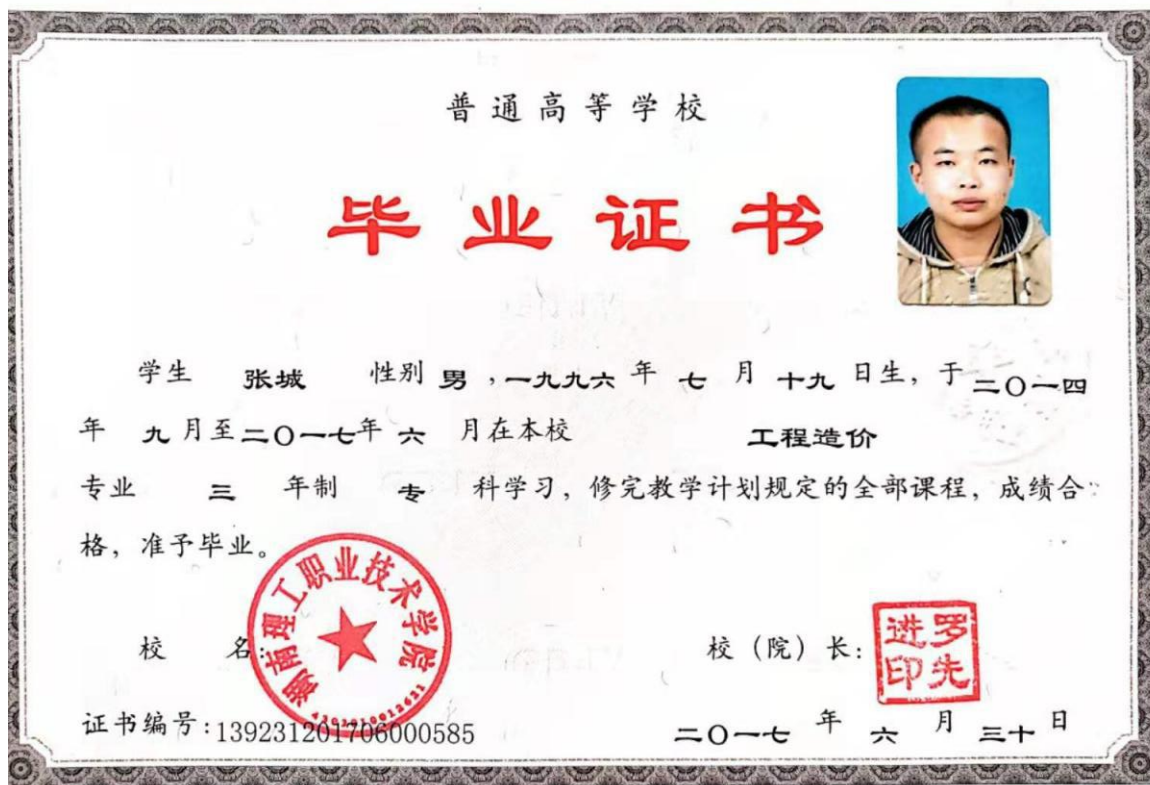 普通高等学校
毕业证书
学生 张城 性别 男，一九九六 年 七 月 十九 日生，于 二〇一四
年 九 月至 二〇一七 年 六 月在本校 工程造价
专业 三 年制 专 科学习，修完教学计划规定的全部课程，成绩合
格，准予毕业。
湖南理工职业技术学院
校 名：
校（院）长：
罗先
进印
证书编号：139231201706000585
二〇一七 年 六 月 三十 日